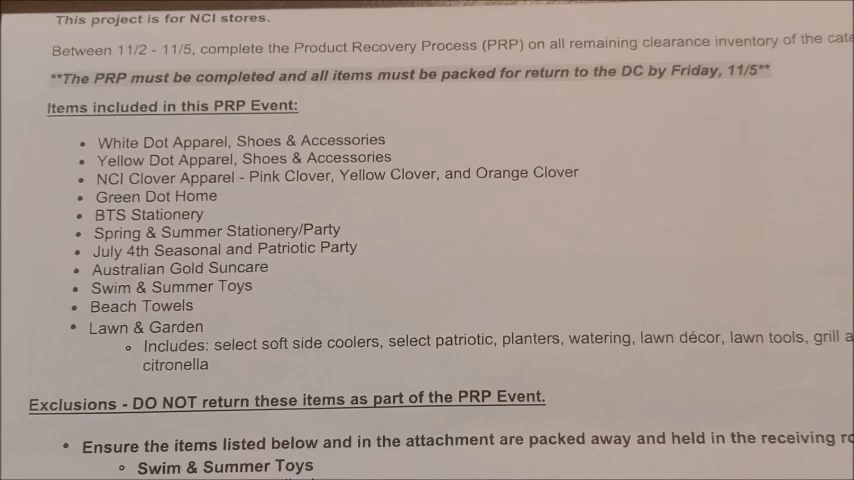 This project is for NCI stores.
Between 11/2 - 11/5, complete the Product Recovery Process (PRP) on all remaining clearance inventory of the
**The PRP must be completed and all items must be packed for return to the DC by Friday, 11/5**
Items included in this PRP Event:
• White Dot Apparel, Shoes & Accessories
• Yellow Dot Apparel, Shoes & Accessories
• NCI Clover Apparel - Pink Clover, Yellow Clover, and Orange Clover
• Green Dot Home
• BTS Stationery
• Spring & Summer Stationery/Party
• July 4th Seasonal and Patriotic Party
• Australian Gold Suncare
• Swim & Summer Toys
• Beach Towels
• Lawn & Garden
◦ Includes: select soft side coolers, select patriotic, planters, watering, lawn décor, lawn tools, grill
citronella
Exclusions - DO NOT return these items as part of the PRP Event.
• Ensure the items listed below and in the attachment are packed away and held in the receiving
◦ Swim & Summer Toys